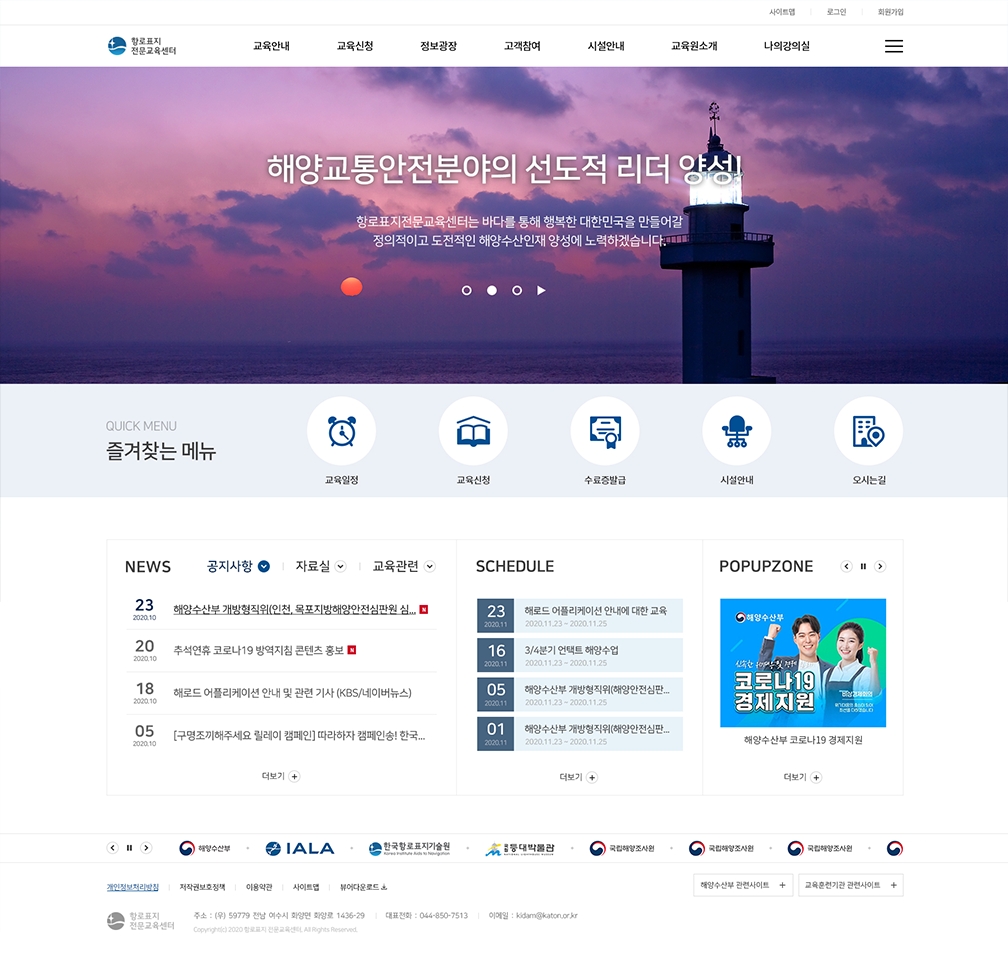 사이트맵
로그인
회원가입
항로표지
전문교육센터
교육안내
교육신청
정보광장
고객참여
시설안내
교육원소개
나의강의실
해양교통안전분야의 선도적 리더 양성!
항로표지전문교육센터는 바다를 통해 행복한 대한민국을 만들어갈
정의적이고 도전적인 해양수산인재 양성에 노력하겠습니다.
QUICK MENU
즐겨찾는 메뉴
교육일정
교육신청
수료증발급
시설안내
오시는길
NEWS
공지사항
자료실
교육관련
23
2020.10
해양수산부 개방형직위(인천, 목포지방해양안전심판원 심...
N
20
2020.10
추석연휴 코로나19 방역지침 콘텐츠 홍보
N
18
2020.10
해로드 어플리케이션 안내 및 관련 기사 (KBS/네이버뉴스)
05
2020.10
[구명조끼해주세요 릴레이 캠페인] 따라하자 캠페인송! 한국...
더보기
SCHEDULE
23
2020.11
해로드 어플리케이션 안내에 대한 교육
2020.11.23 ~ 2020.11.25
16
2020.11
3/4분기 언택트 해양수업
2020.11.23 ~ 2020.11.25
05
2020.11
해양수산부 개방형직위(해양안전심판...
2020.11.23 ~ 2020.11.25
01
2020.11
해양수산부 개방형직위(해양안전심판...
2020.11.23 ~ 2020.11.25
더보기
POPUPZONE
해양수산부
코로나19
경제지원
비상경제회의
해양수산부 코로나19 경제지원
더보기
해양수산부
IALA
한국항로표지기술원
Korea Institute Aids to Navigation
국립등대박물관
NATIONAL LIGHTHOUSE MUSEUM
국립해양조사원
국립해양조사원
국립해양조사원
개인정보처리방침
저작권보호정책
이용약관
사이트맵
뷰어다운로드
해양수산부 관련사이트 +
교육훈련기관 관련사이트 +
항로표지
전문교육센터
주소 : (우) 59779 전남 여수시 화양면 화양로 1436-29
대표전화 : 044-850-7513
이메일 : kidam@katon.or.kr
Copyright(c) 2020 항로표지 전문교육센터. All Rights Reserved.